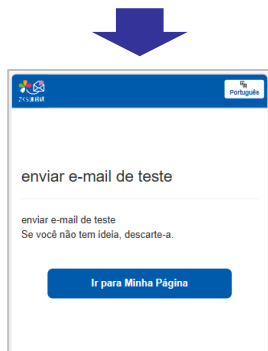 Português
enviar e-mail de teste
enviar e-mail de teste
Se você não tem ideia, descarte-a.
Ir para Minha Página